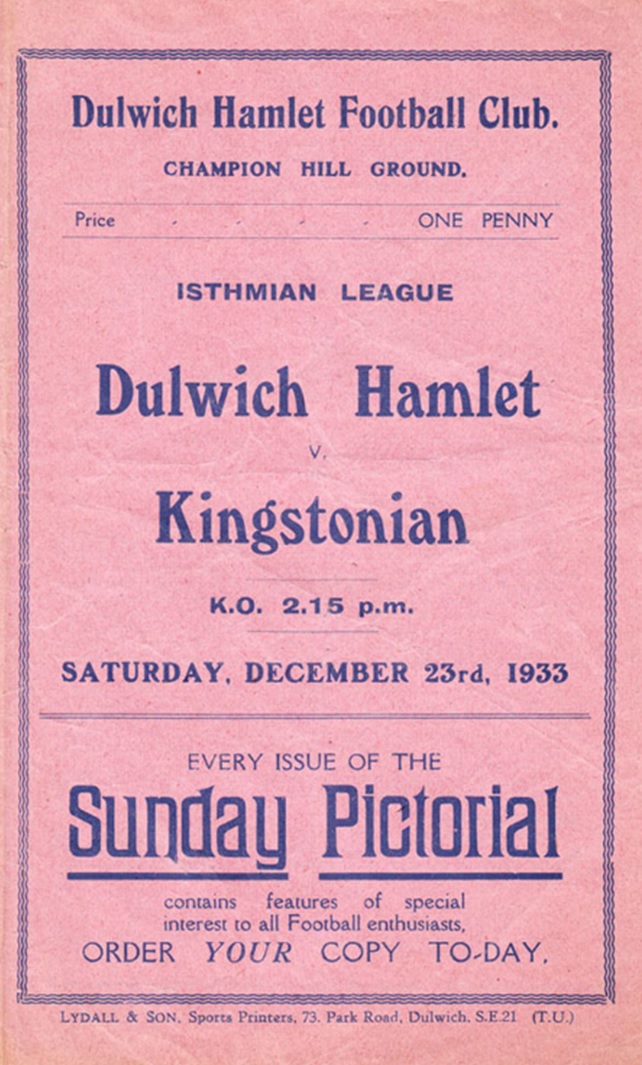 Dulwich Hamlet Football Club.
CHAMPION HILL GROUND.
Price - - - - ONE PENNY
ISTHMIAN LEAGUE
Dulwich Hamlet
v.
Kingstonian
K.O. 2.15 p.m.
SATURDAY, DECEMBER 23rd, 1933
EVERY ISSUE OF THE
Sunday Pictorial
contains features of special
interest to all Football enthusiasts,
ORDER YOUR COPY TO-DAY.
LYDALL & SON, Sports Printers, 73, Park Road, Dulwich, S.E.21 (T.U.)